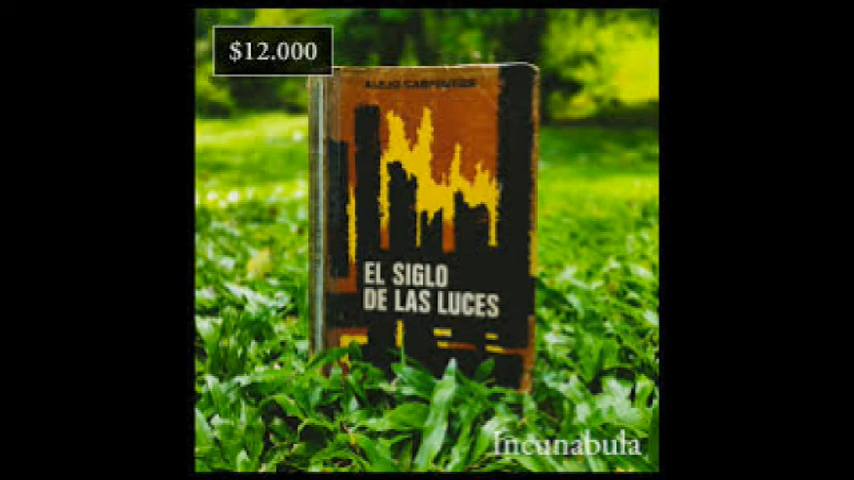 $12.000
ALEJO CARPENTIER
EL SIGLO
DE LAS LUCES
Incunabula